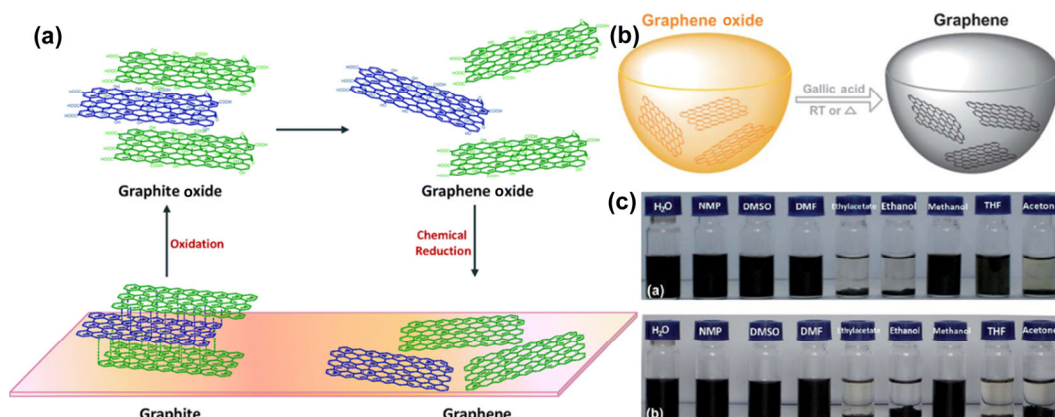 (a)
Graphite oxide
Graphene oxide
Oxidation
Chemical
Reduction
Graphite
Graphene
(b)
Graphene oxide
Graphene
Gallic acid
RT or △
(c)
H₂O NMP DMSO DMF Ethylacetate Ethanol Methanol THF Aceton
(a)
H₂O NMP DMSO DMF Ethylacetate Ethanol Methanol THF Acetone
(b)